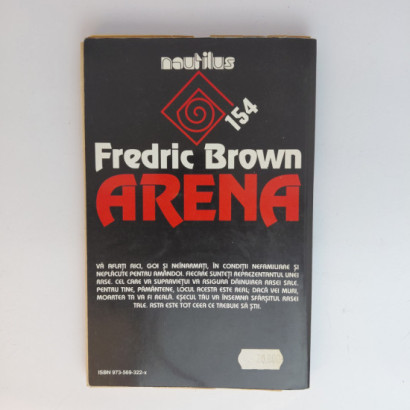 nautilus
154
Fredric Brown
ARENA
VĂ AFLAȚI AICI, GOI ȘI NEÎNARMAȚI, ÎN CONDIȚII NEFAMILIARE ȘI
NEPLĂCUTE PENTRU AMÂNDOI. FIECARE SUNTEȚI REPREZENTANTUL UNEI
RASE. CEL CARE VA SUPRAVIEȚUI VA ASIGURA DĂINUIREA RASEI SALE.
PENTRU TINE, PĂMÂNTENE, LOCUL ACESTA ESTE REAL; DACĂ VEI MURI,
MOARTEA TA VA FI REALĂ. EȘECUL TĂU VA ÎNSEMNA SFÂRȘITUL RASEI
TALE. ASTA ESTE TOT CEEA CE TREBUIE SĂ ȘTII.
ISBN 973-569-322-x